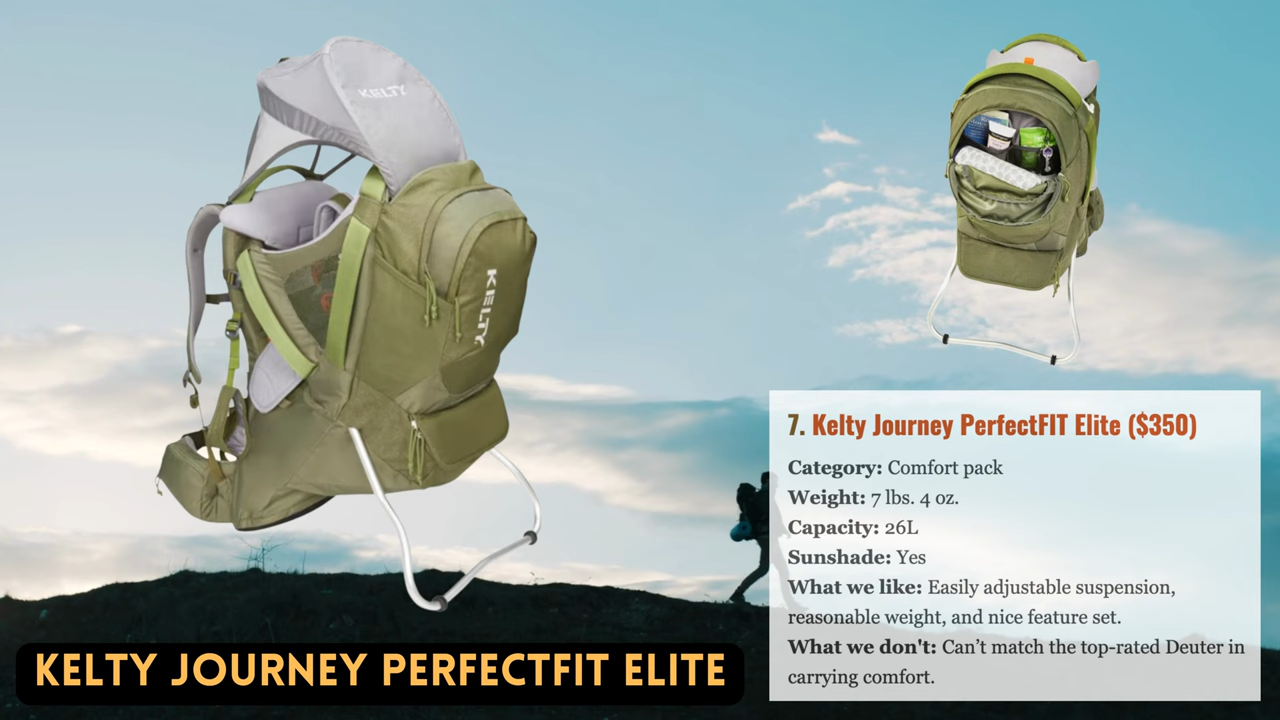 KELTY
KELTY
7. Kelty Journey PerfectFIT Elite ($350)
Category: Comfort pack
Weight: 7 lbs. 4 oz.
Capacity: 26L
Sunshade: Yes
What we like: Easily adjustable suspension,
reasonable weight, and nice feature set.
What we don't: Can’t match the top-rated Deuter in
carrying comfort.
KELTY JOURNEY PERFECTFIT ELITE